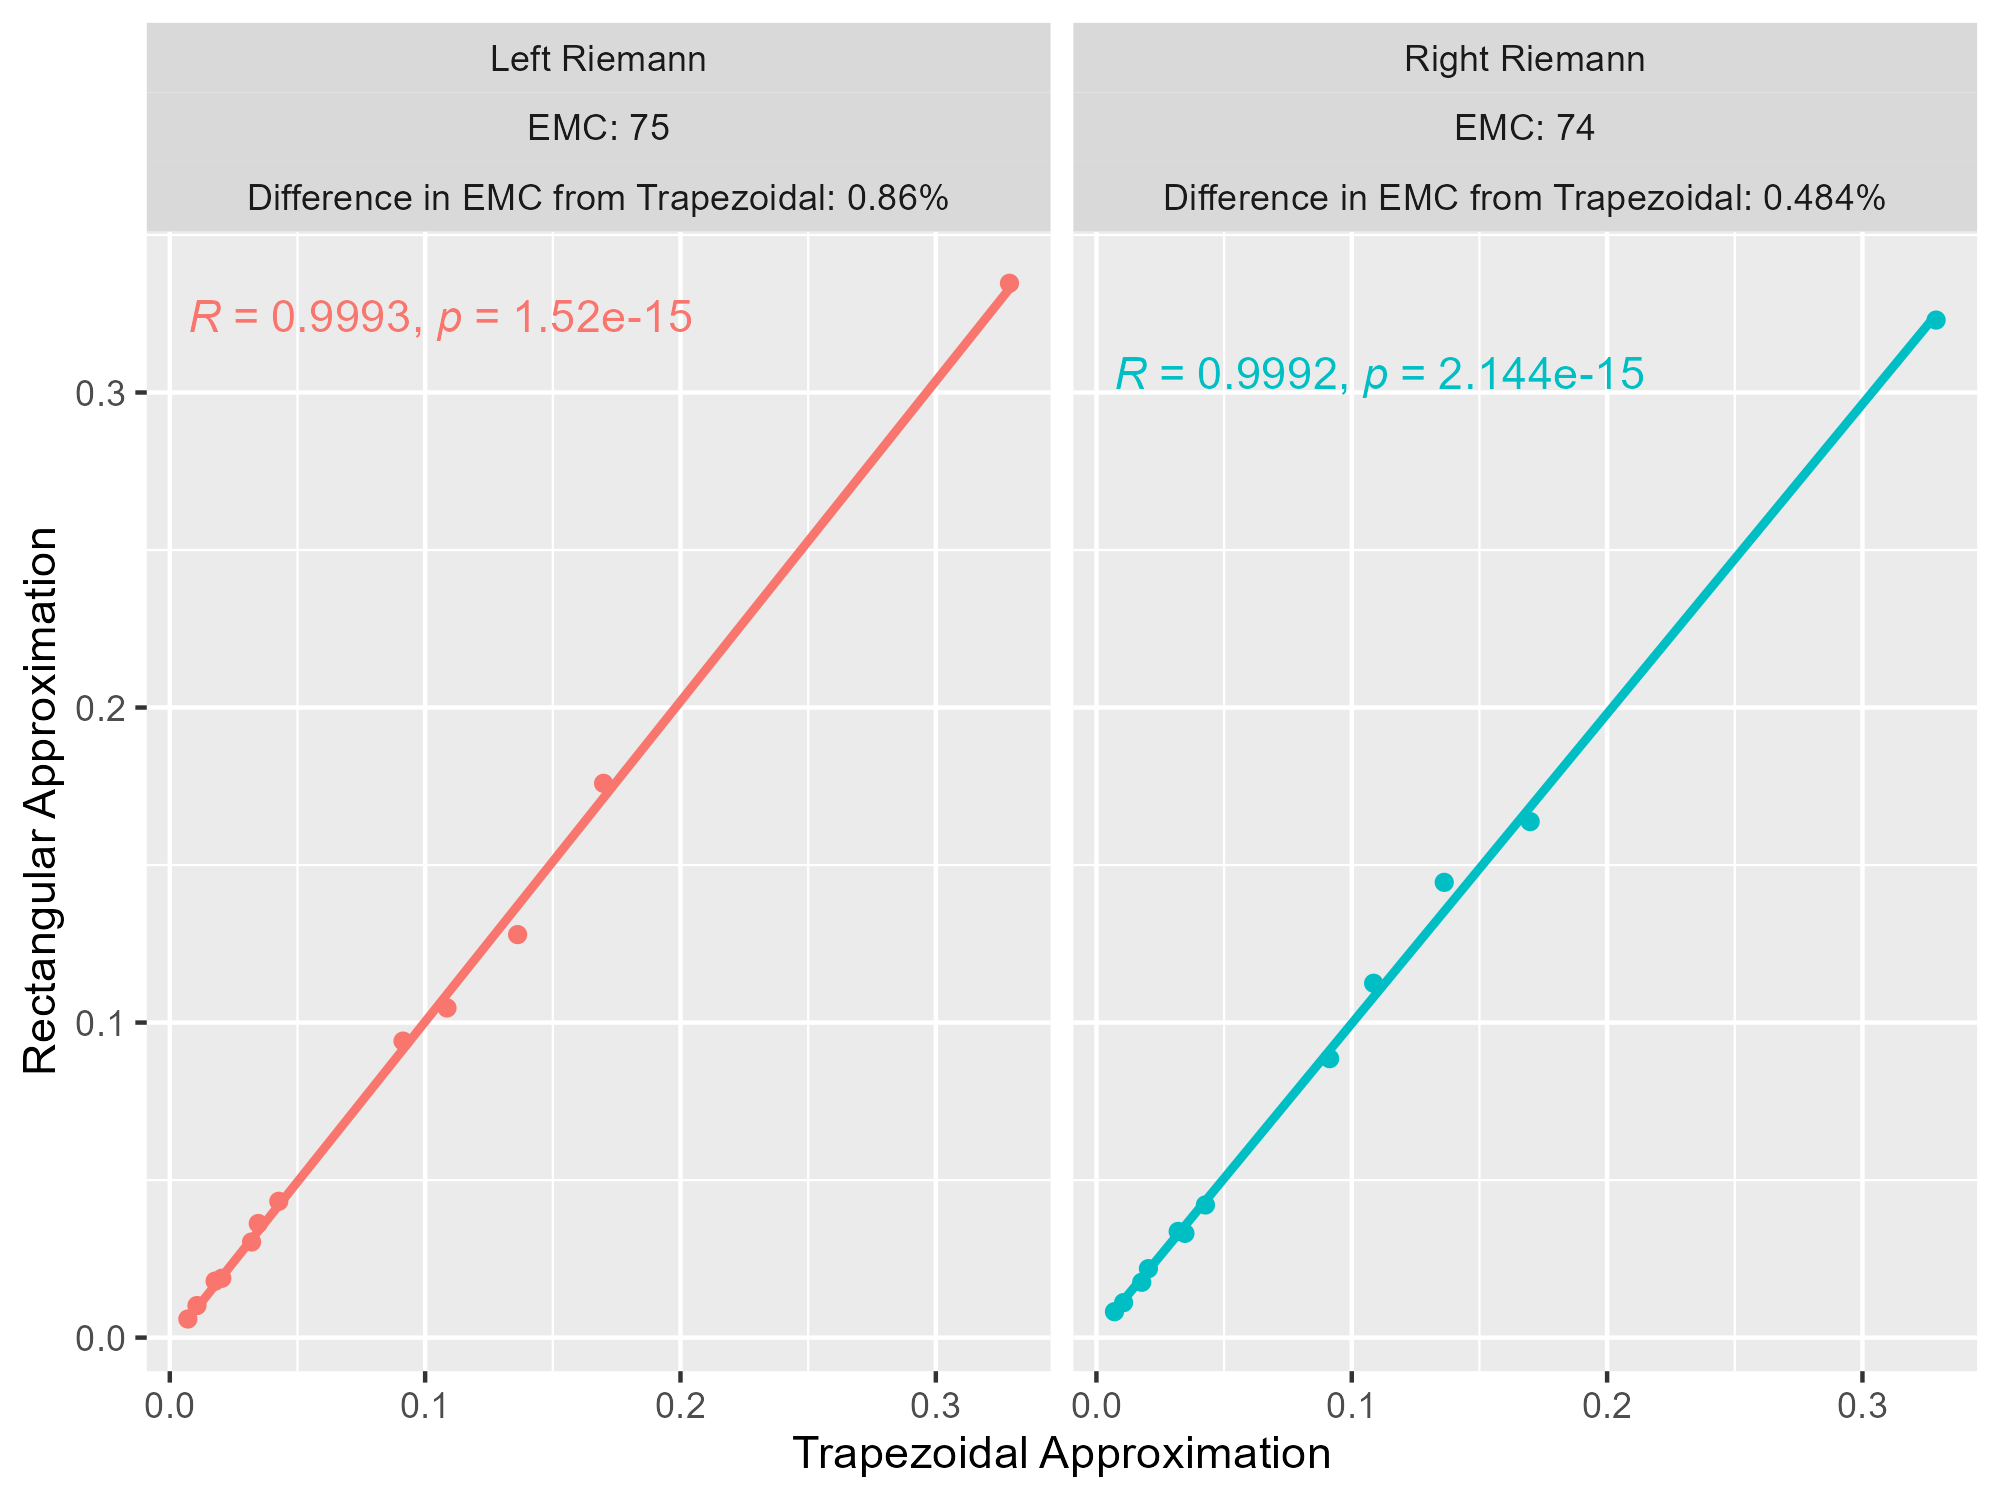 Left Riemann
EMC: 75
Difference in EMC from Trapezoidal: 0.86%
Right Riemann
EMC: 74
Difference in EMC from Trapezoidal: 0.484%
R = 0.9993, p = 1.52e-15
R = 0.9992, p = 2.144e-15
Rectangular Approximation
0.3
0.2
0.1
0.0
0.0 0.1 0.2 0.3
0.0 0.1 0.2 0.3
Trapezoidal Approximation